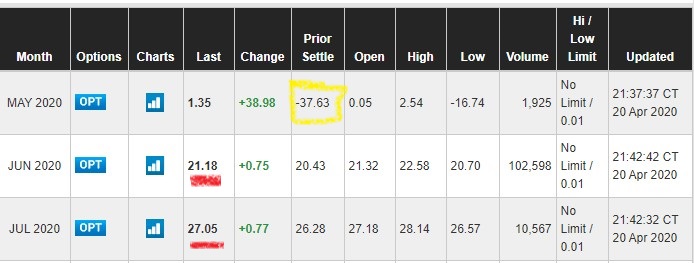 Month Options Charts Last Change Prior Settle Open High Low Volume Hi / Low Limit Updated
MAY 2020 OPT 1.35 +38.98 -37.63 0.05 2.54 -16.74 1,925 No Limit / 0.01 21:37:37 CT 20 Apr 2020
JUN 2020 OPT 21.18 +0.75 20.43 21.32 22.58 20.70 102,598 No Limit / 0.01 21:42:42 CT 20 Apr 2020
JUL 2020 OPT 27.05 +0.77 26.28 27.18 28.14 26.57 10,567 No Limit / 0.01 21:42:32 CT 20 Apr 2020